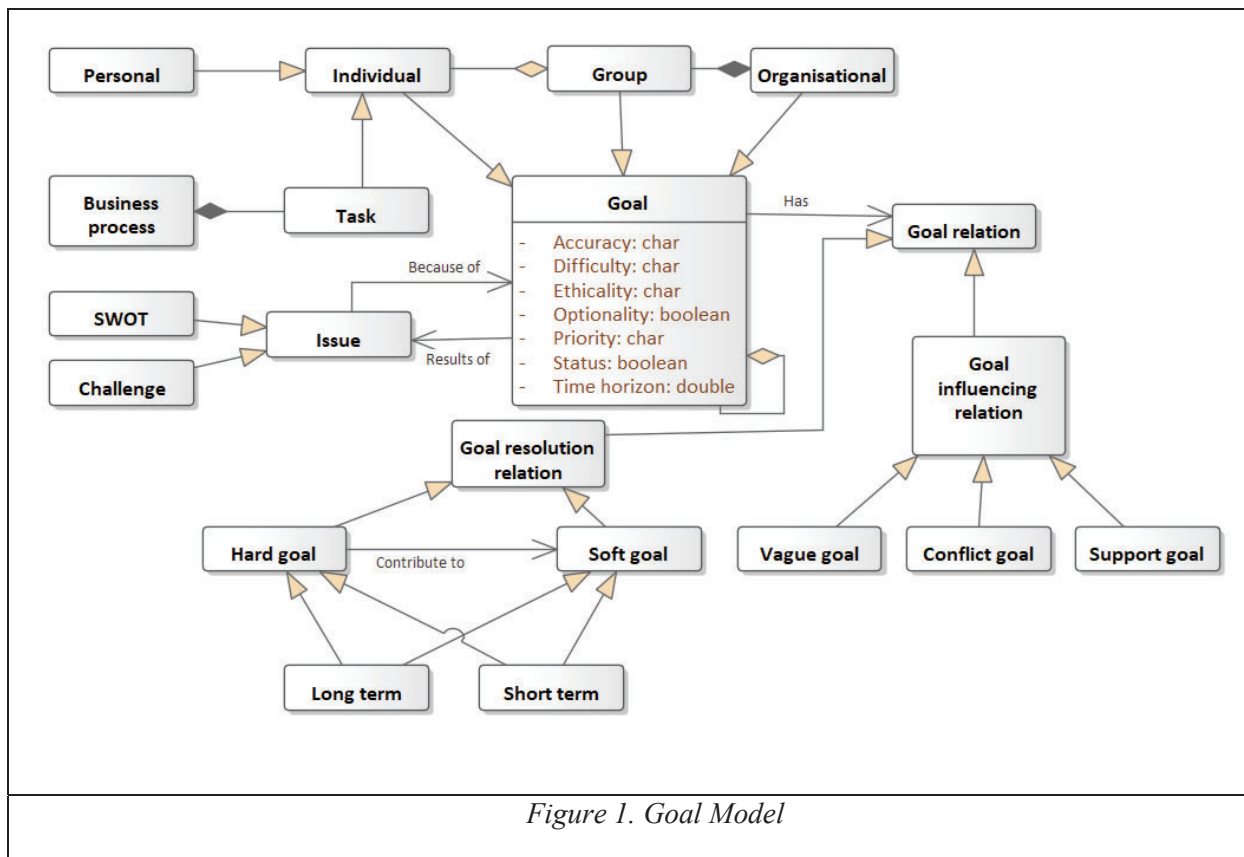 Personal
Individual
Group
Organisational
Business
process
Task
Goal
- Accuracy: char
- Difficulty: char
- Ethicality: char
- Optionality: boolean
- Priority: char
- Status: boolean
- Time horizon: double
Has
Goal relation
Because of
SWOT
Issue
Results of
Challenge
Goal
influencing
relation
Goal resolution
relation
Hard goal
Contribute to
Soft goal
Vague goal
Conflict goal
Support goal
Long term
Short term
Figure 1. Goal Model